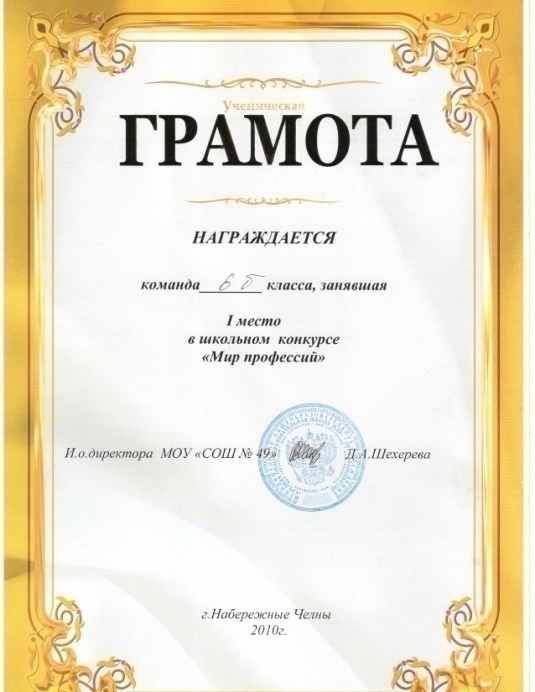 Ученическая
ГРАМОТА
НАГРАЖДАЕТСЯ
команда 6 б класса, занявшая
I место
в школьном конкурсе
«Мир профессий»
И.о.директора МОУ «СОШ № 49» Д.А.Шехерева
г.Набережные Челны
2010г.